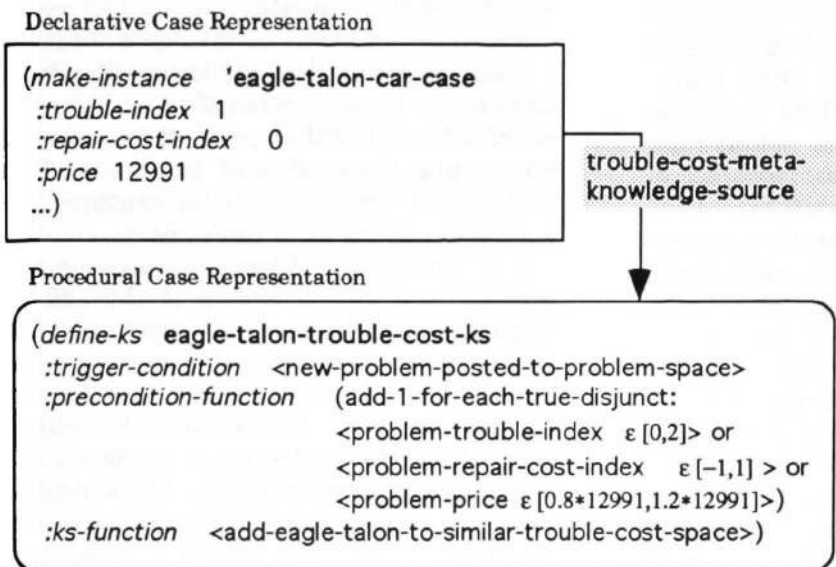 Declarative Case Representation
(make-instance 'eagle-talon-car-case
:trouble-index 1
:repair-cost-index 0
:price 12991
...)
trouble-cost-meta-
knowledge-source
Procedural Case Representation
(define-ks eagle-talon-trouble-cost-ks
:trigger-condition <new-problem-posted-to-problem-space>
:precondition-function (add-1-for-each-true-disjunct:
<problem-trouble-index ε [0,2]> or
<problem-repair-cost-index ε [−1,1] > or
<problem-price ε [0.8*12991,1.2*12991]>)
:ks-function <add-eagle-talon-to-similar-trouble-cost-space>)